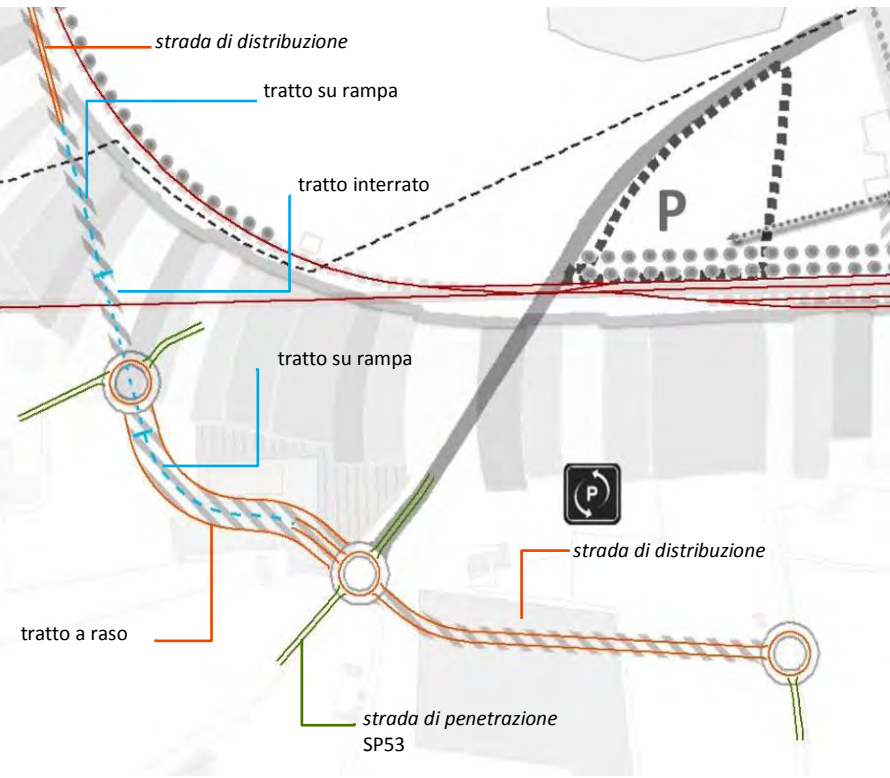 strada di distribuzione
tratto su rampa
tratto interrato
P
tratto su rampa
P
strada di distribuzione
tratto a raso
strada di penetrazione
SP53